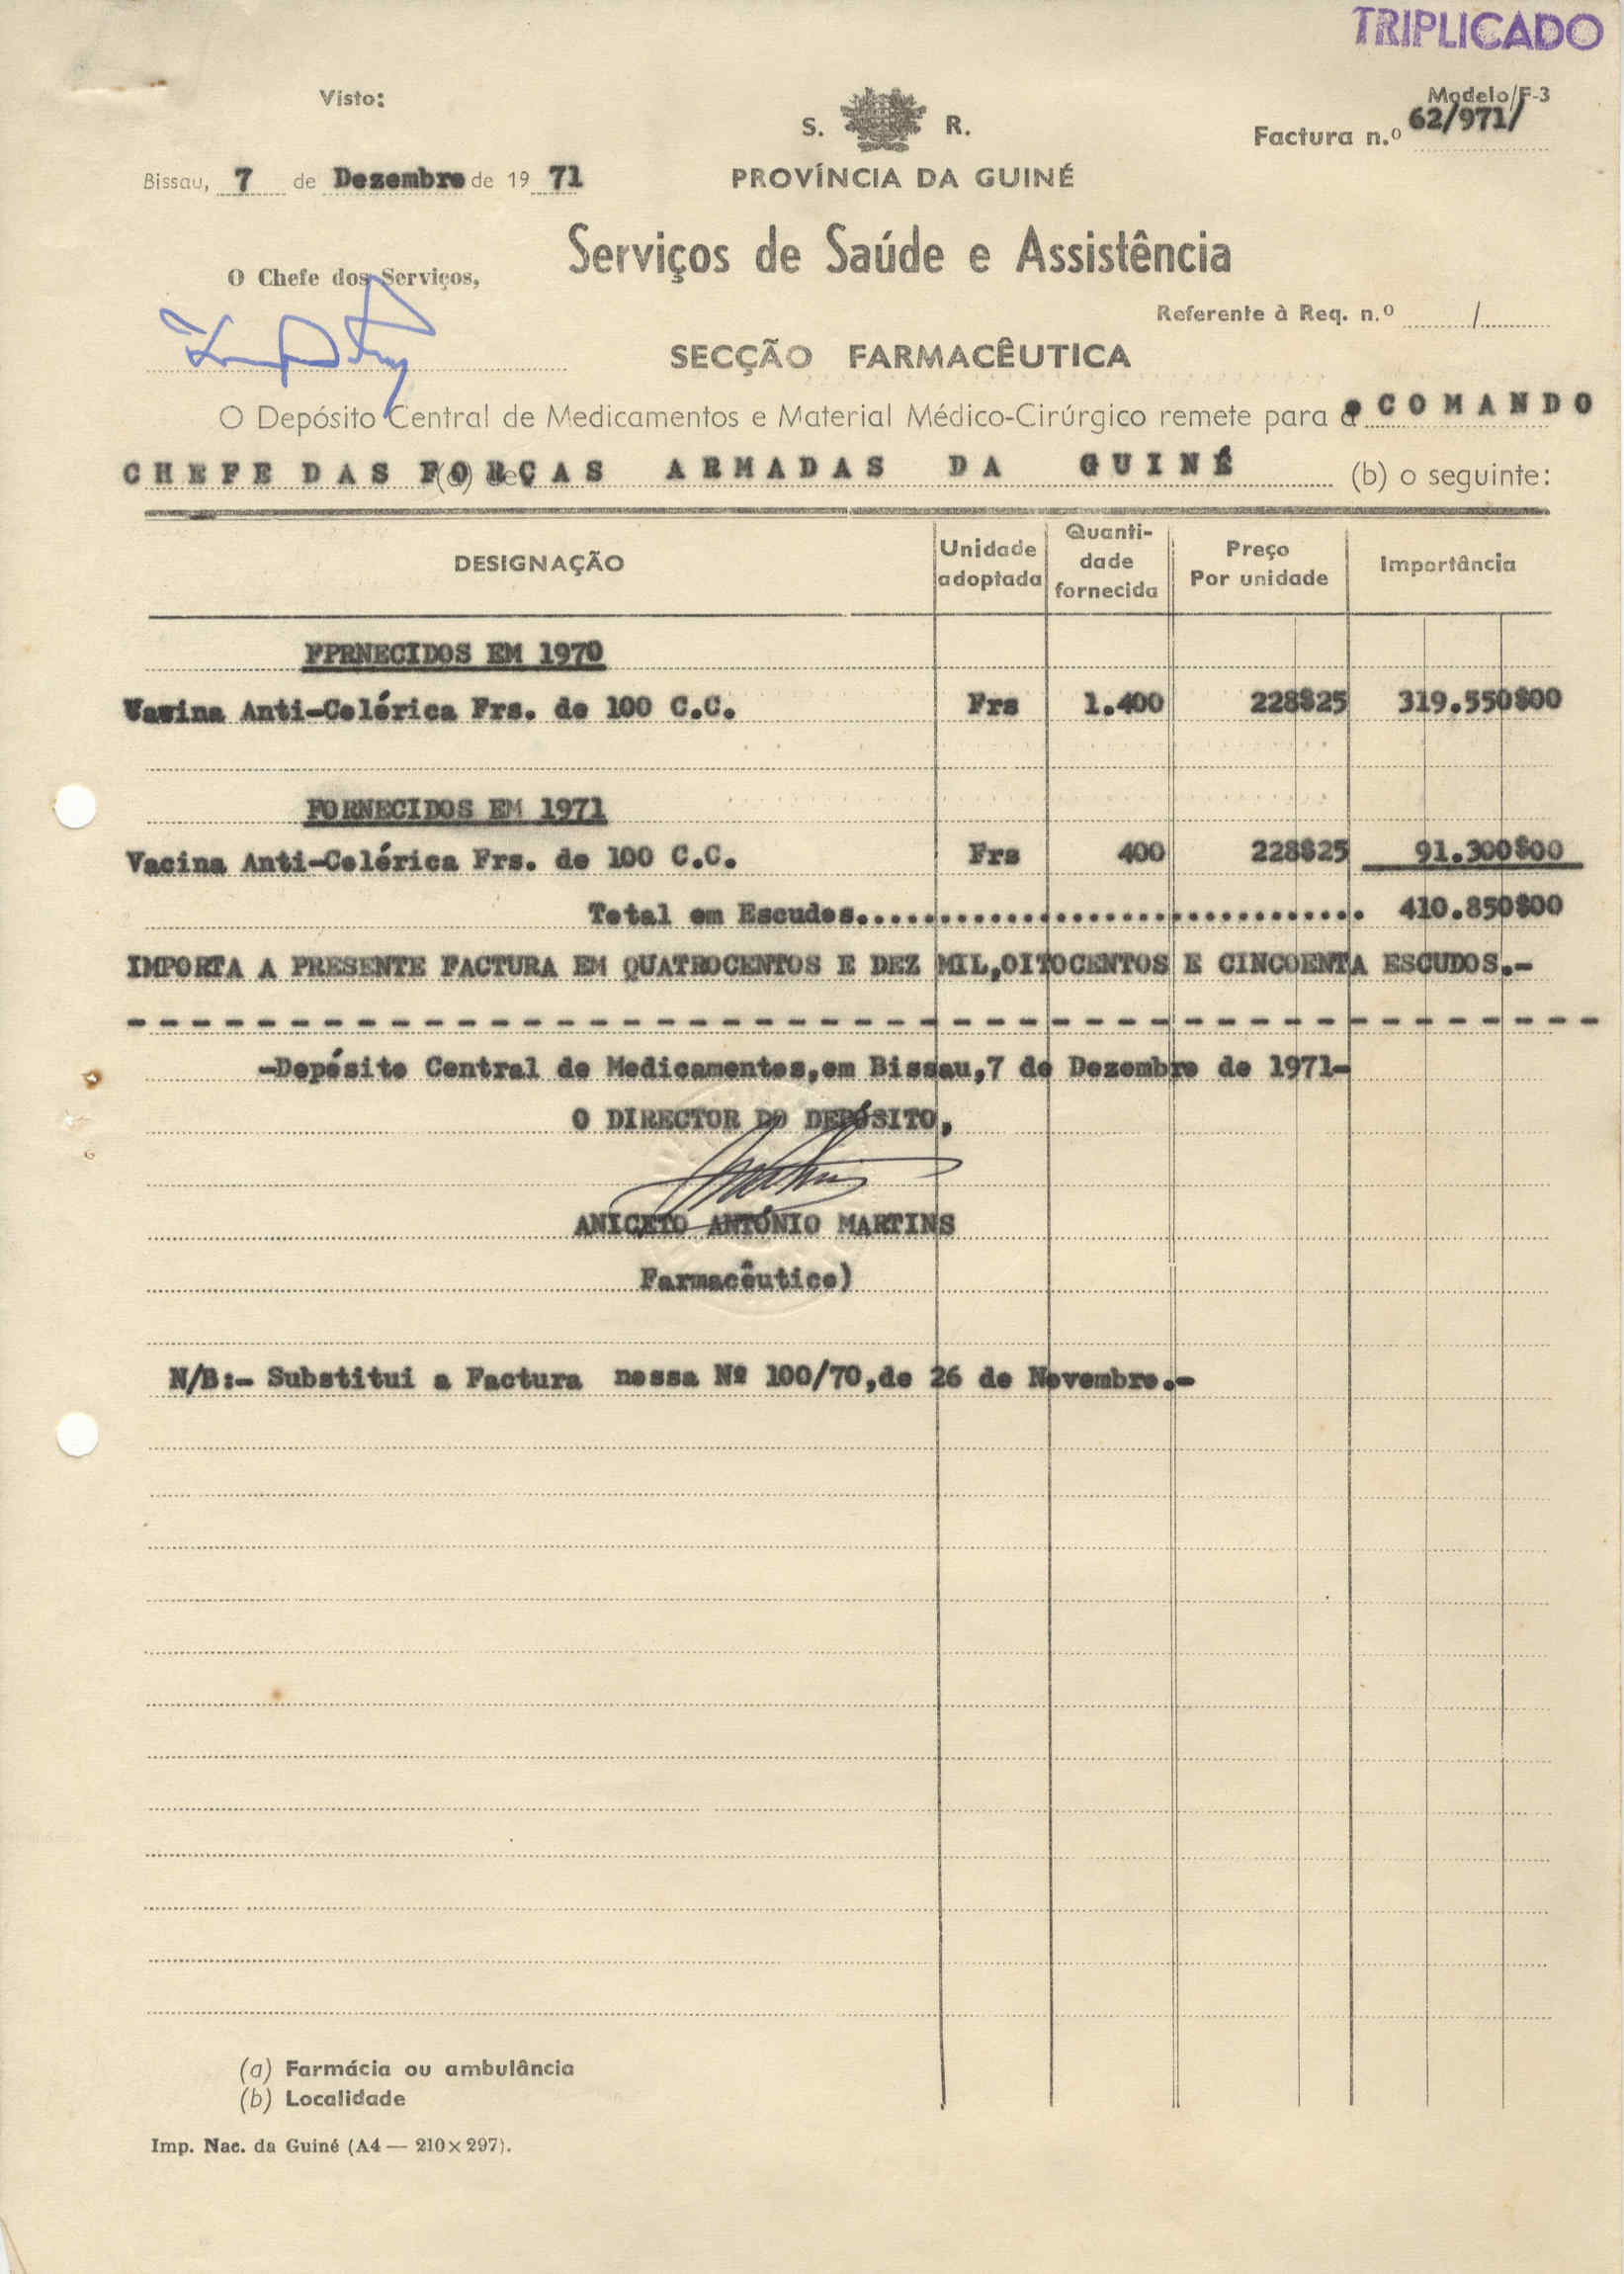 TRIPLICADO
Visto:
Modelo/F-3
S. R.
Factura n.º 62/971/
Bissau, 7 de Dezembro de 19 71
PROVÍNCIA DA GUINÉ
Serviços de Saúde e Assistência
O Chefe dos Serviços,
Referente à Req. n.º /
SECÇÃO FARMACÊUTICA
O Depósito Central de Medicamentos e Material Médico-Cirúrgico remete para o COMANDO
CHEFE DAS FORÇAS ARMADAS DA GUINÉ (b) o seguinte:
DESIGNAÇÃO Unidade adoptada Quanti-dade fornecida Preço Por unidade Importância
FPRNECIDOS EM 1970
Vacina Anti-Colérica Frs. de 100 C.C. Frs 1.400 228$25 319.550$00
FORNECIDOS EM 1971
Vacina Anti-Colérica Frs. de 100 C.C. Frs 400 228$25 91.300$00
Total em Escudos............................... 410.850$00
IMPORTA A PRESENTE FACTURA EM QUATROCENTOS E DEZ MIL,OITOCENTOS E CINCOENTA ESCUDOS.-
-Depósito Central de Medicamentos,em Bissau,7 de Dezembro de 1971-
O DIRECTOR DO DEPÓSITO,
ANICETO ANTÓNIO MARTINS
Farmacêutico)
N/B:- Substitui a Factura nossa Nº 100/70,de 26 de Novembro.-
(a) Farmácia ou ambulância
(b) Localidade
Imp. Nac. da Guiné (A4 — 210×297).